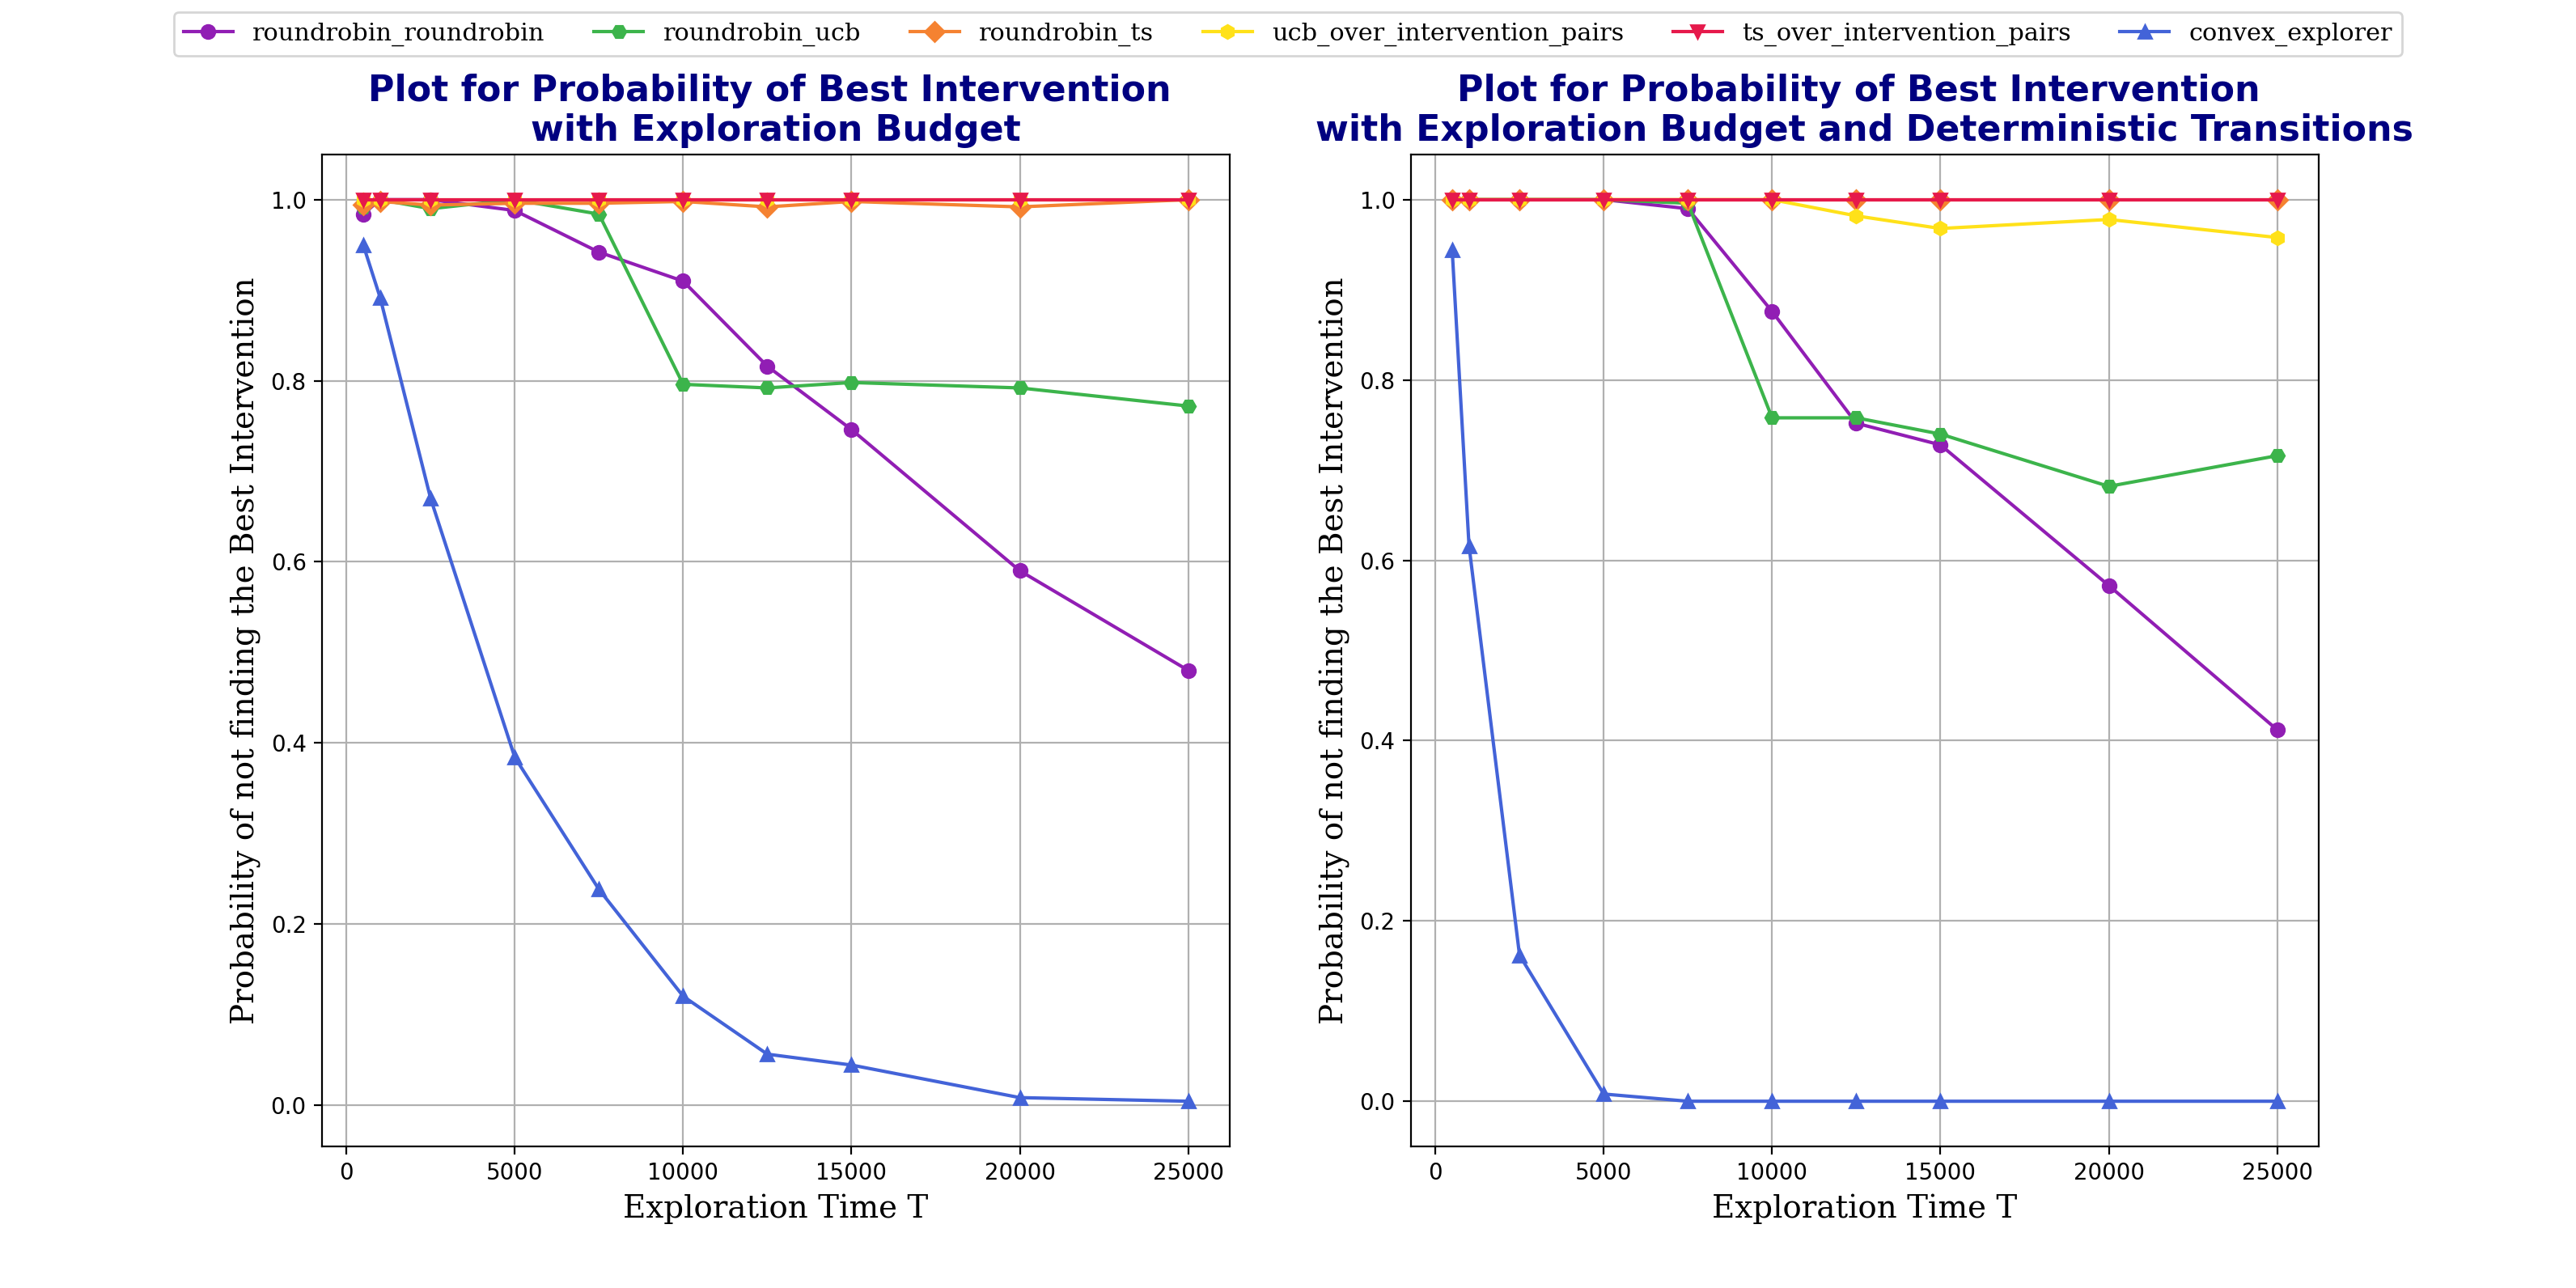 roundrobin_roundrobin roundrobin_ucb roundrobin_ts ucb_over_intervention_pairs ts_over_intervention_pairs convex_explorer
Plot for Probability of Best Intervention
with Exploration Budget
Probability of not finding the Best Intervention
1.0
0.8
0.6
0.4
0.2
0.0
0 5000 10000 15000 20000 25000
Exploration Time T
Plot for Probability of Best Intervention
with Exploration Budget and Deterministic Transitions
Probability of not finding the Best Intervention
1.0
0.8
0.6
0.4
0.2
0.0
0 5000 10000 15000 20000 25000
Exploration Time T